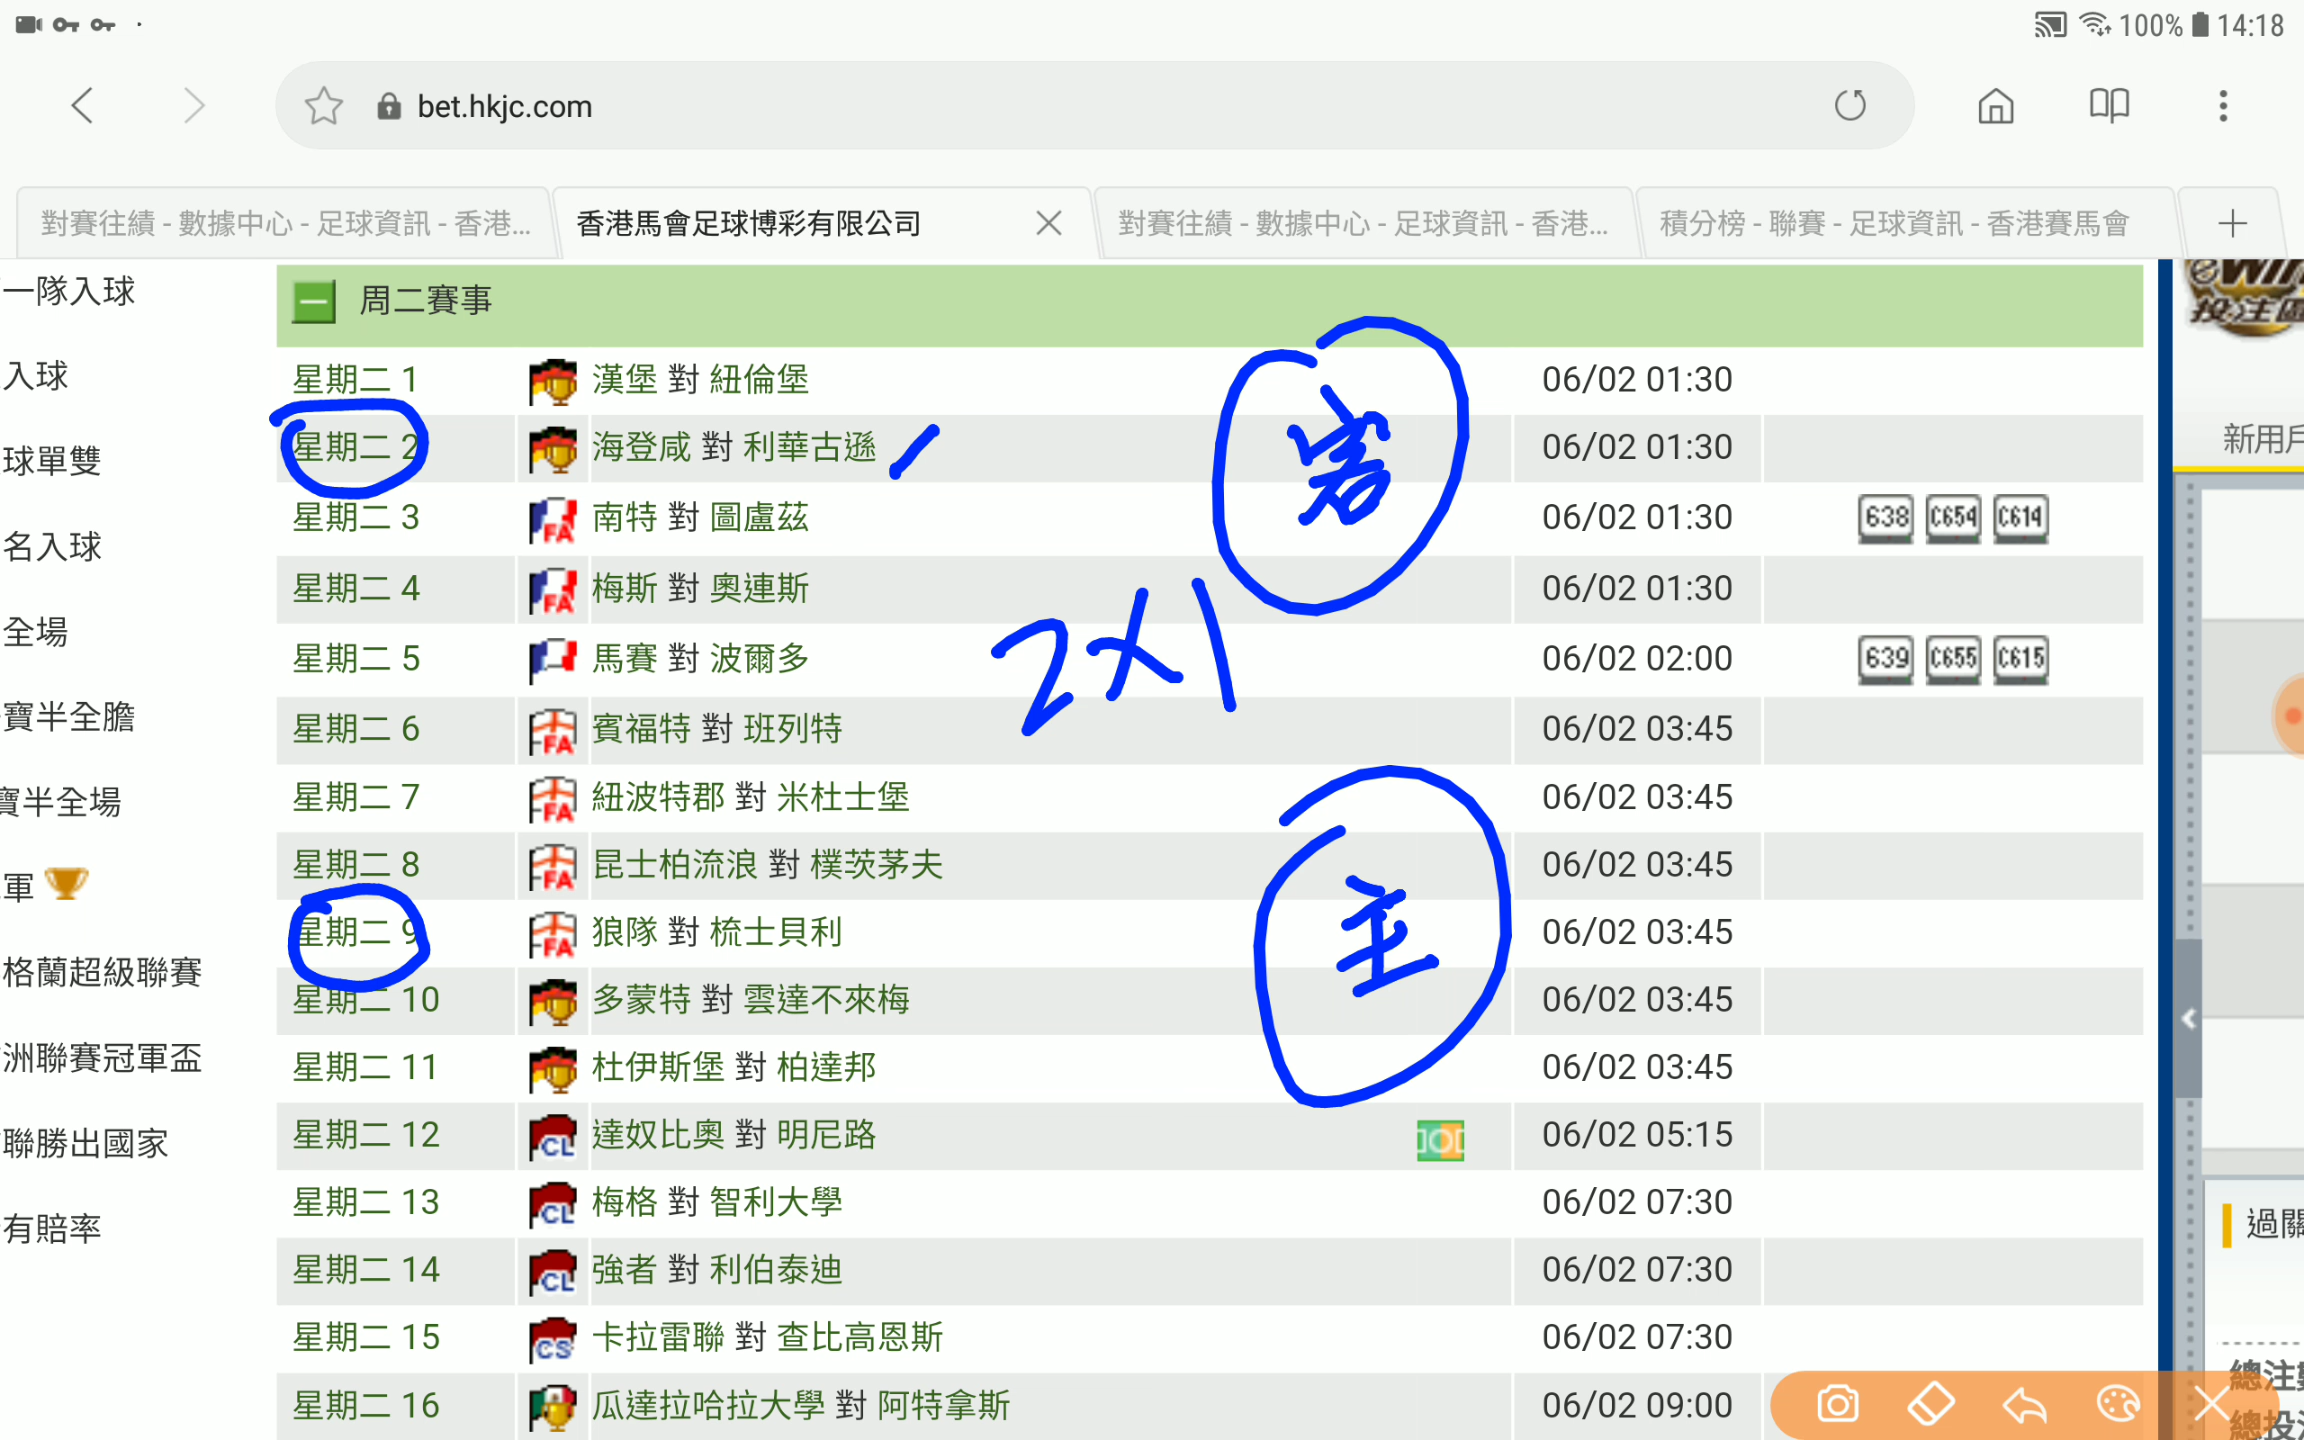 100% 14:18
bet.hkjc.com
對賽往績 - 數據中心 - 足球資訊 - 香港...
香港馬會足球博彩有限公司
對賽往績 - 數據中心 - 足球資訊 - 香港...
積分榜 - 聯賽 - 足球資訊 - 香港賽馬會
一隊入球
入球
球單雙
名入球
全場
寶半全膽
寶半全場
軍
格蘭超級聯賽
洲聯賽冠軍盃
聯勝出國家
有賠率
周二賽事
星期二 1 漢堡 對 紐倫堡 06/02 01:30
星期二 2 海登咸 對 利華古遜 06/02 01:30
星期二 3 FA 南特 對 圖盧茲 06/02 01:30 638 C654 C614
星期二 4 FA 梅斯 對 奧連斯 06/02 01:30
星期二 5 馬賽 對 波爾多 06/02 02:00 639 C655 C615
星期二 6 FA 賓福特 對 班列特 06/02 03:45
星期二 7 FA 紐波特郡 對 米杜士堡 06/02 03:45
星期二 8 FA 昆士柏流浪 對 樸茨茅夫 06/02 03:45
星期二 9 FA 狼隊 對 梳士貝利 06/02 03:45
星期二 10 多蒙特 對 雲達不來梅 06/02 03:45
星期二 11 杜伊斯堡 對 柏達邦 06/02 03:45
星期二 12 CL 達奴比奧 對 明尼路 06/02 05:15
星期二 13 CL 梅格 對 智利大學 06/02 07:30
星期二 14 CL 強者 對 利伯泰迪 06/02 07:30
星期二 15 CS 卡拉雷聯 對 查比高恩斯 06/02 07:30
星期二 16 瓜達拉哈拉大學 對 阿特拿斯 06/02 09:00
客
2X1
主
eWin
投注區
新用戶
過關
總注數
總投注